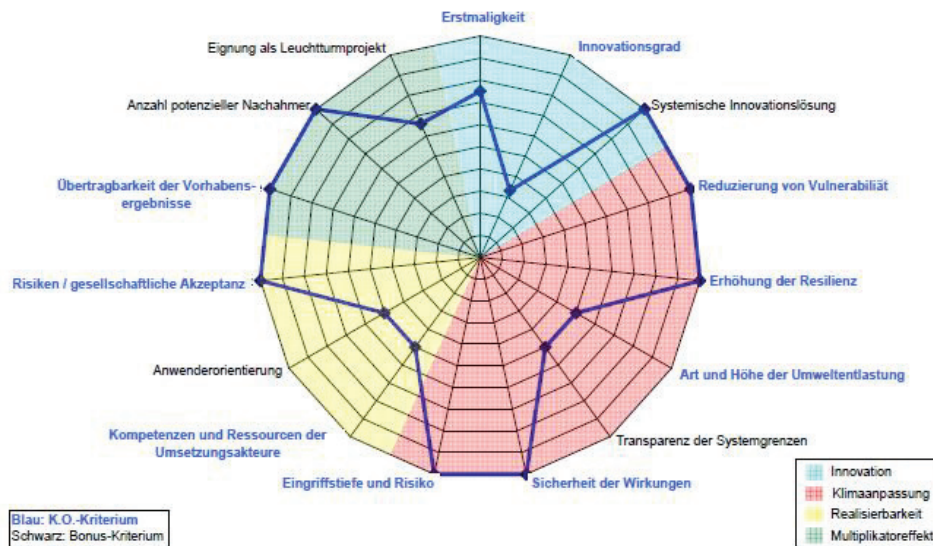 Erstmaligkeit
Eignung als Leuchtturmprojekt
Innovationsgrad
Anzahl potenzieller Nachahmer
Systemische Innovationslösung
Übertragbarkeit der Vorhabens-
ergebnisse
Reduzierung von Vulnerabiliät
Risiken / gesellschaftliche Akzeptanz
Erhöhung der Resilienz
Anwenderorientierung
Art und Höhe der Umweltentlastung
Kompetenzen und Ressourcen der
Umsetzungsakteure
Transparenz der Systemgrenzen
Eingriffstiefe und Risiko
Sicherheit der Wirkungen
Blau: K.O.-Kriterium
Schwarz: Bonus-Kriterium
Innovation
Klimaanpassung
Realisierbarkeit
Multiplikatoreffekt